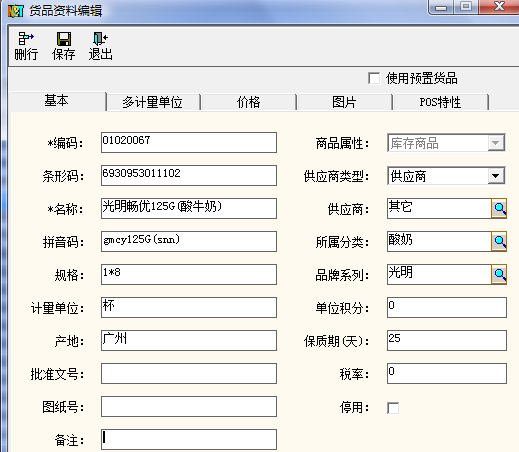 货品资料编辑
删行 保存 退出
使用预置货品
基本 多计量单位 价格 图片 POS特性
*编码： 01020067 商品属性： 库存商品
条形码： 6930953011102 供应商类型： 供应商
*名称： 光明畅优125G(酸牛奶) 供应商： 其它
拼音码： gmcy125G(snn) 所属分类： 酸奶
规格： 1*8 品牌系列： 光明
计量单位： 杯 单位积分： 0
产地： 广州 保质期(天)： 25
批准文号： 税率： 0
图纸号： 停用：
备注：